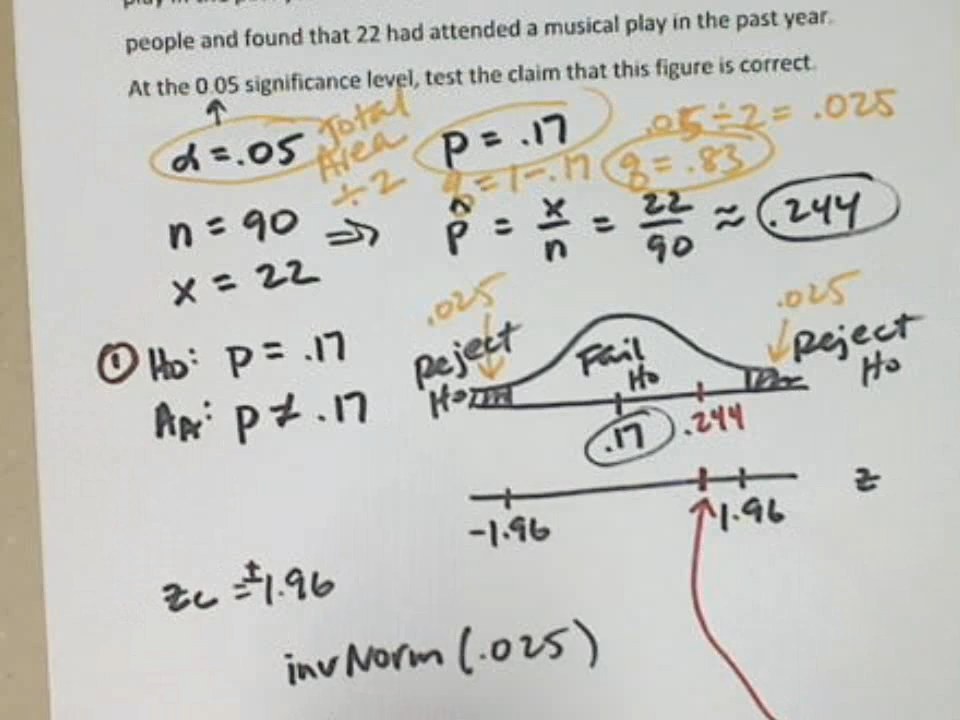 people and found that 22 had attended a musical play in the past year.
At the 0.05 significance level, test the claim that this figure is correct.
α = .05
Total Area ÷ 2
p = .17
.05 ÷ 2 = .025
q = 1 - .17
q = .83
n = 90 ⇒ p̂ = x/n = 22/90 ≈ .244
x = 22
.025
.025
① Ho: p = .17
Reject Ho
Fail Ho
Reject Ho
HA: p ≠ .17
.17
.244
-1.96
1.96
z
zc = ±1.96
invNorm(.025)